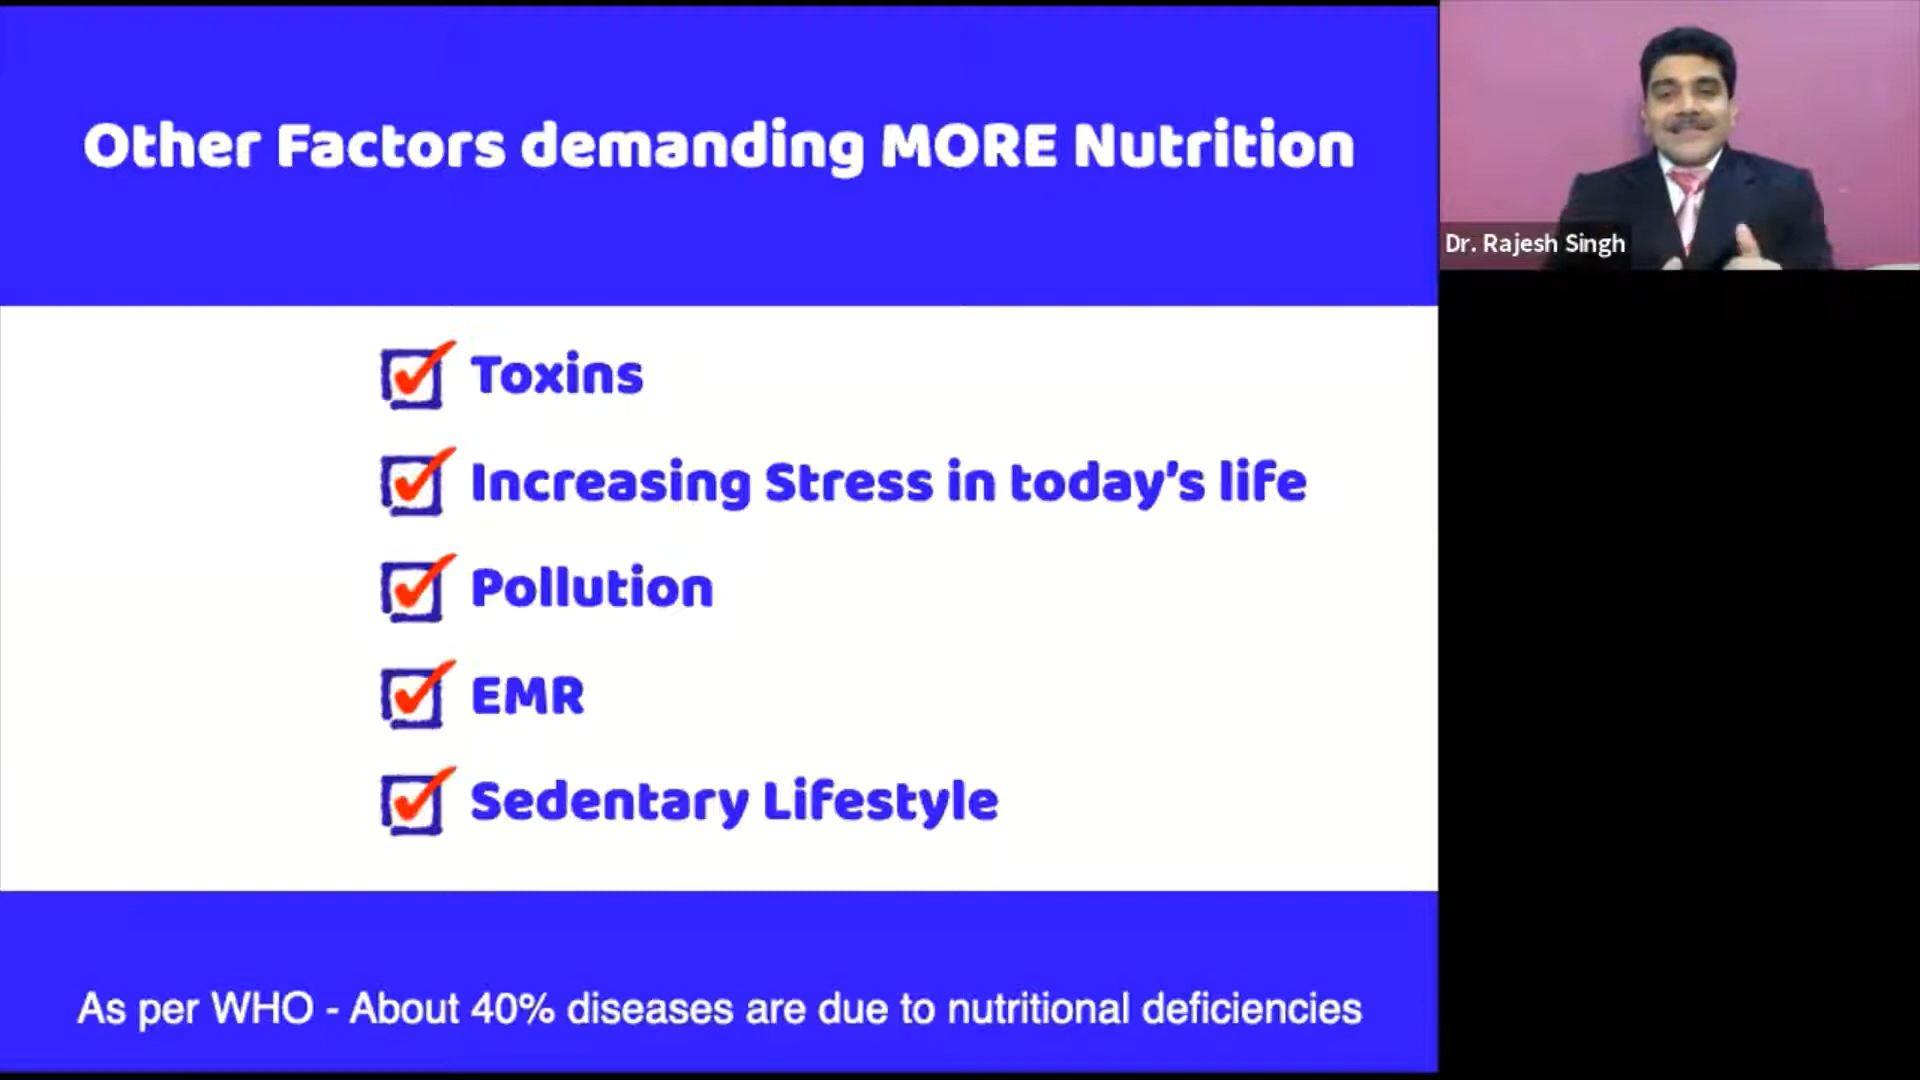 Other Factors demanding MORE Nutrition
Dr. Rajesh Singh
Toxins
Increasing Stress in today's life
Pollution
EMR
Sedentary Lifestyle
As per WHO - About 40% diseases are due to nutritional deficiencies